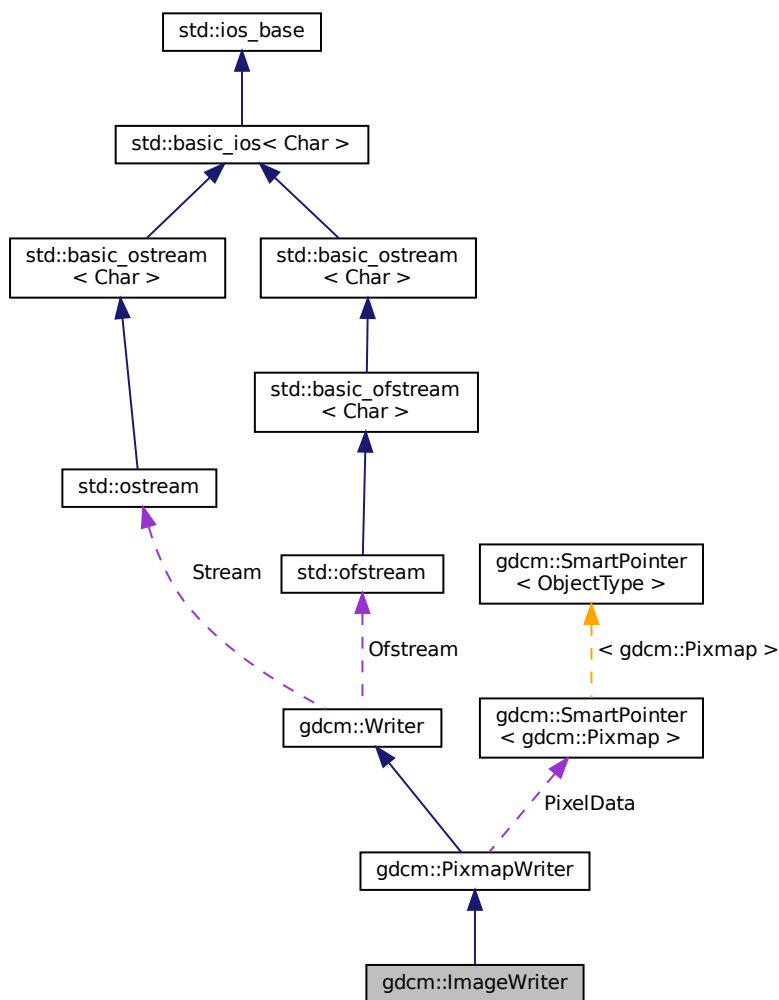 std::ios_base
std::basic_ios< Char >
std::basic_ostream
< Char >
std::basic_ostream
< Char >
std::basic_ofstream
< Char >
std::ostream
std::ofstream
gdcm::SmartPointer
< ObjectType >
Stream
Ofstream
< gdcm::Pixmap >
gdcm::Writer
gdcm::SmartPointer
< gdcm::Pixmap >
PixelData
gdcm::PixmapWriter
gdcm::ImageWriter